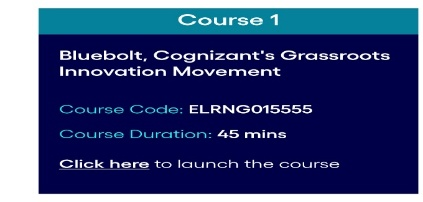 Course 1
Bluebolt, Cognizant's Grassroots
Innovation Movement
Course Code: ELRNG015555
Course Duration: 45 mins
Click here to launch the course